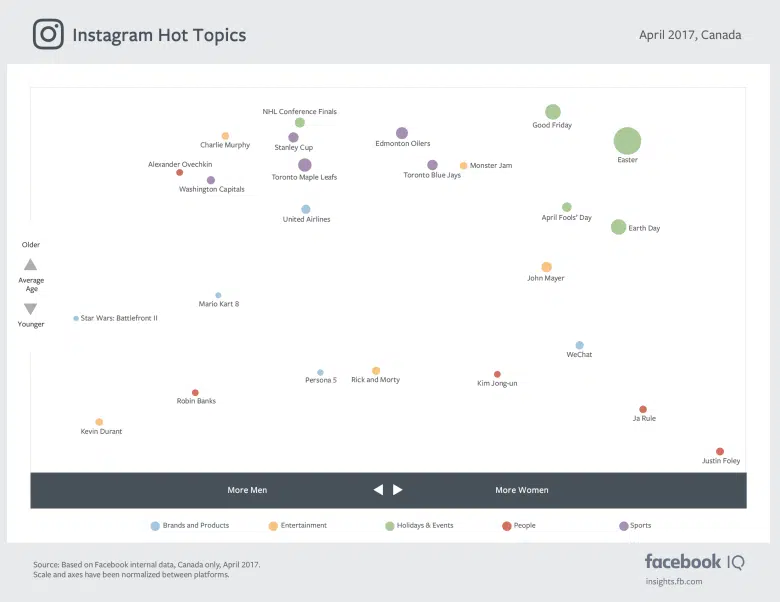 Instagram Hot Topics
April 2017, Canada
NHL Conference Finals
Good Friday
Charlie Murphy
Stanley Cup
Edmonton Oilers
Easter
Alexander Ovechkin
Toronto Maple Leafs
Toronto Blue Jays
Monster Jam
Washington Capitals
United Airlines
April Fools' Day
Earth Day
Older
Average
Age
Younger
John Mayer
Mario Kart 8
Star Wars: Battlefront II
WeChat
Persona 5
Rick and Morty
Kim Jong-un
Robin Banks
Ja Rule
Kevin Durant
Justin Foley
More Men
More Women
Brands and Products
Entertainment
Holidays & Events
People
Sports
Source: Based on Facebook internal data, Canada only, April 2017.
Scale and axes have been normalized between platforms.
facebook IQ
insights.fb.com